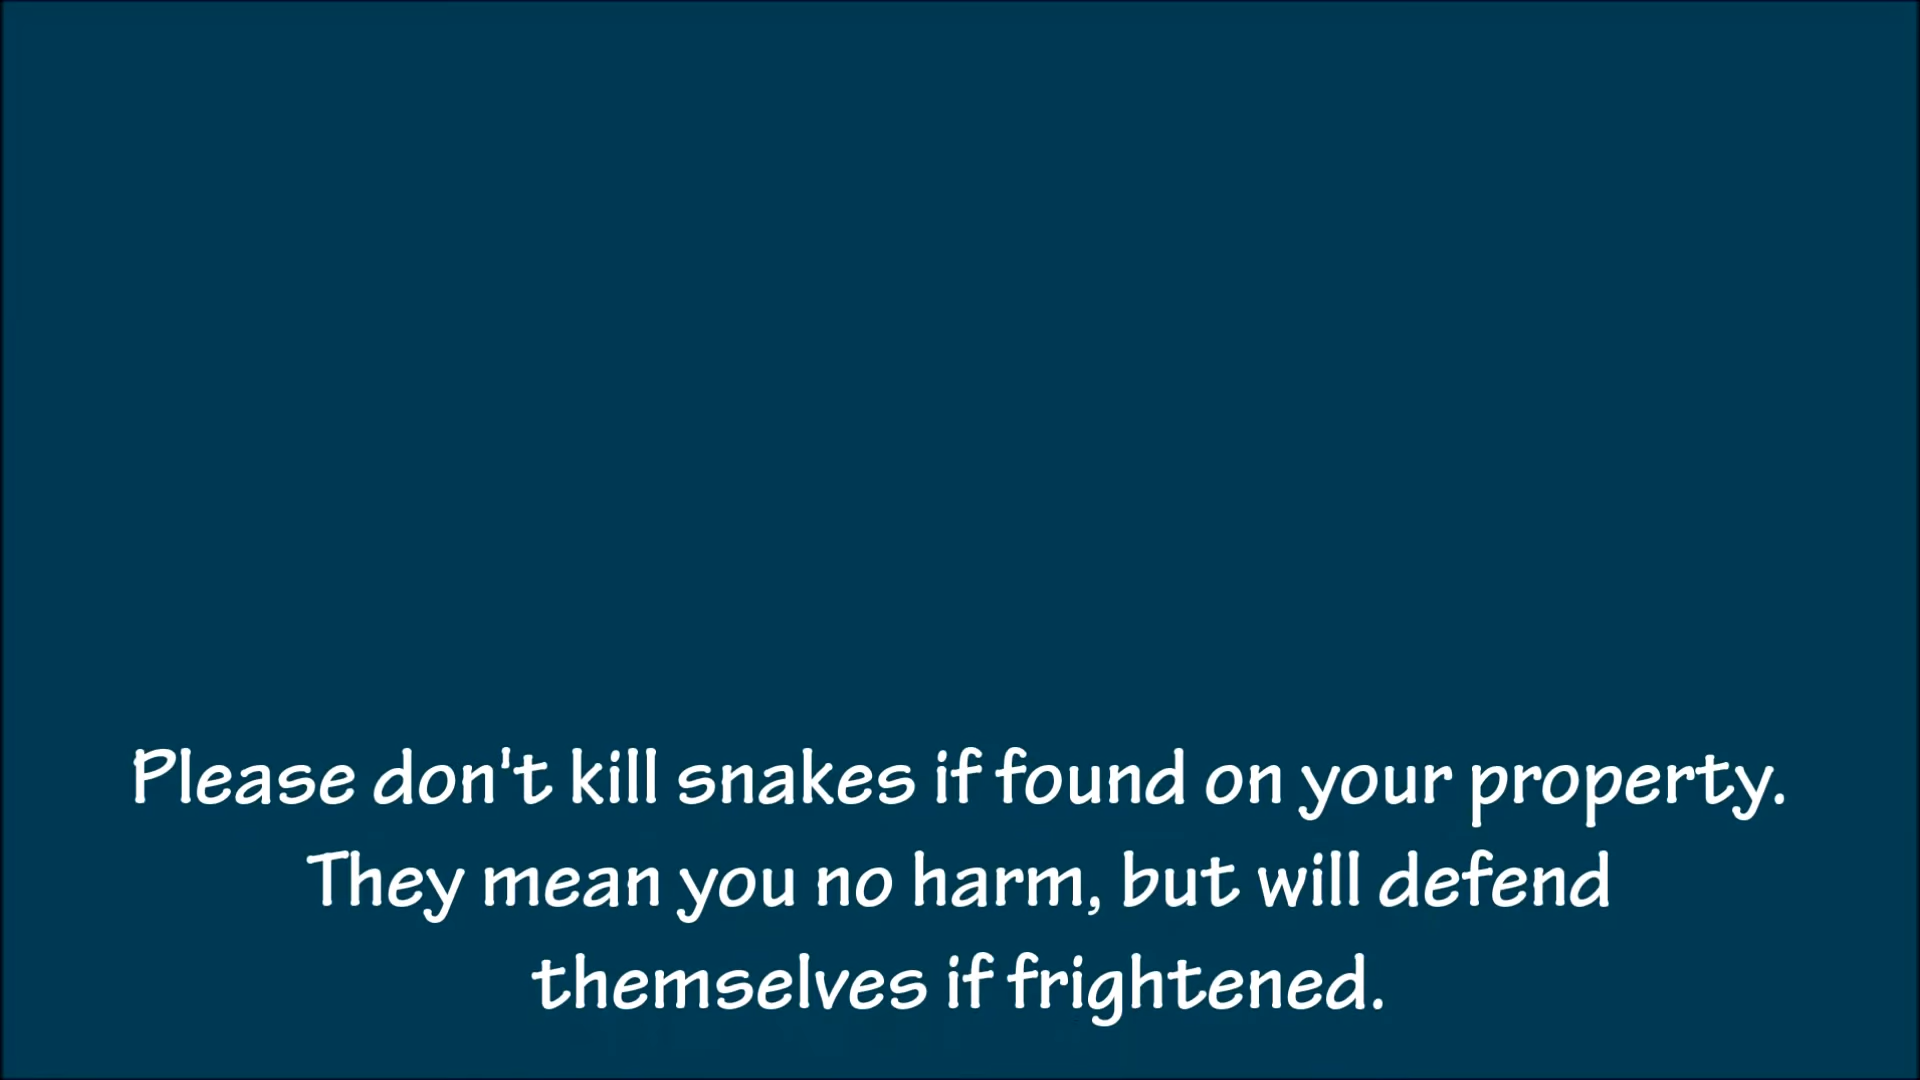 Please don't kill snakes if found on your property.
They mean you no harm, but will defend
themselves if frightened.